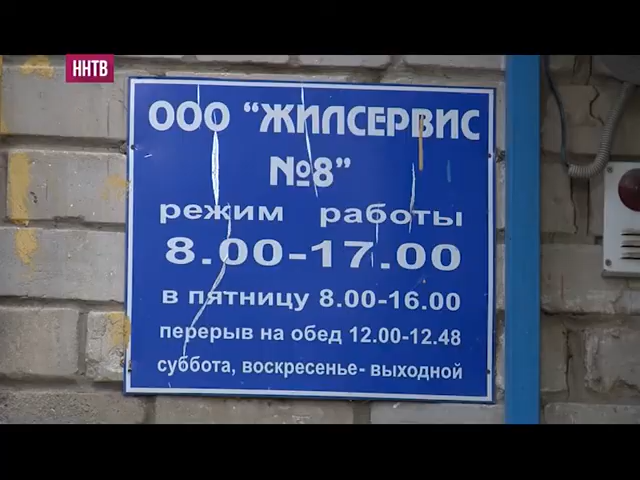 ННТВ
ООО "ЖИЛСЕРВИС
№8"
режим работы
8.00-17.00
в пятницу 8.00-16.00
перерыв на обед 12.00-12.48
суббота, воскресенье- выходной